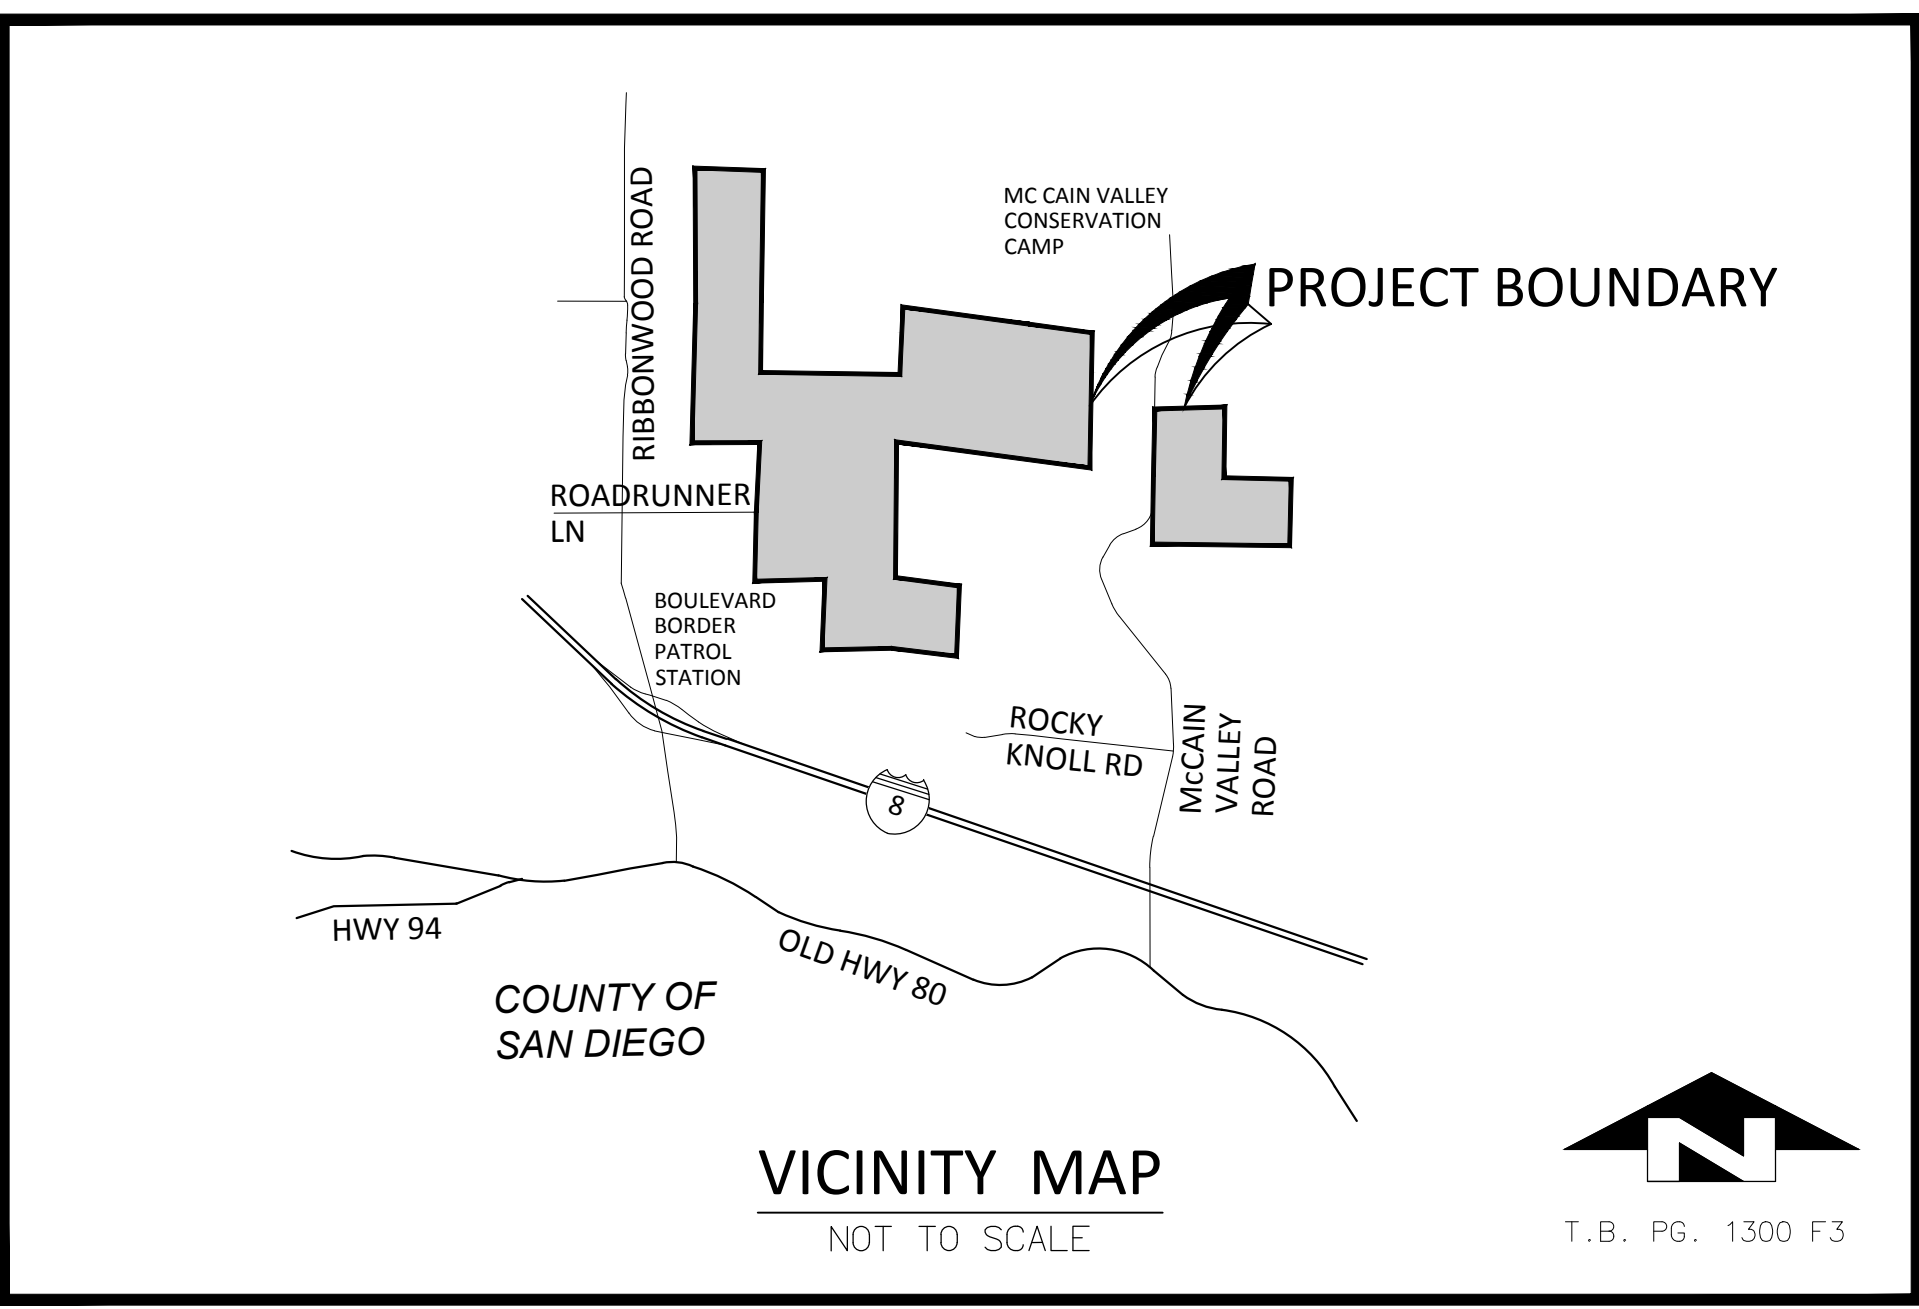 RIBBONWOOD ROAD
MC CAIN VALLEY
CONSERVATION
CAMP
PROJECT BOUNDARY
ROADRUNNER
LN
BOULEVARD
BORDER
PATROL
STATION
ROCKY
KNOLL RD
McCAIN
VALLEY
ROAD
8
HWY 94
OLD HWY 80
COUNTY OF
SAN DIEGO
VICINITY MAP
NOT TO SCALE
N
T.B. PG. 1300 F3